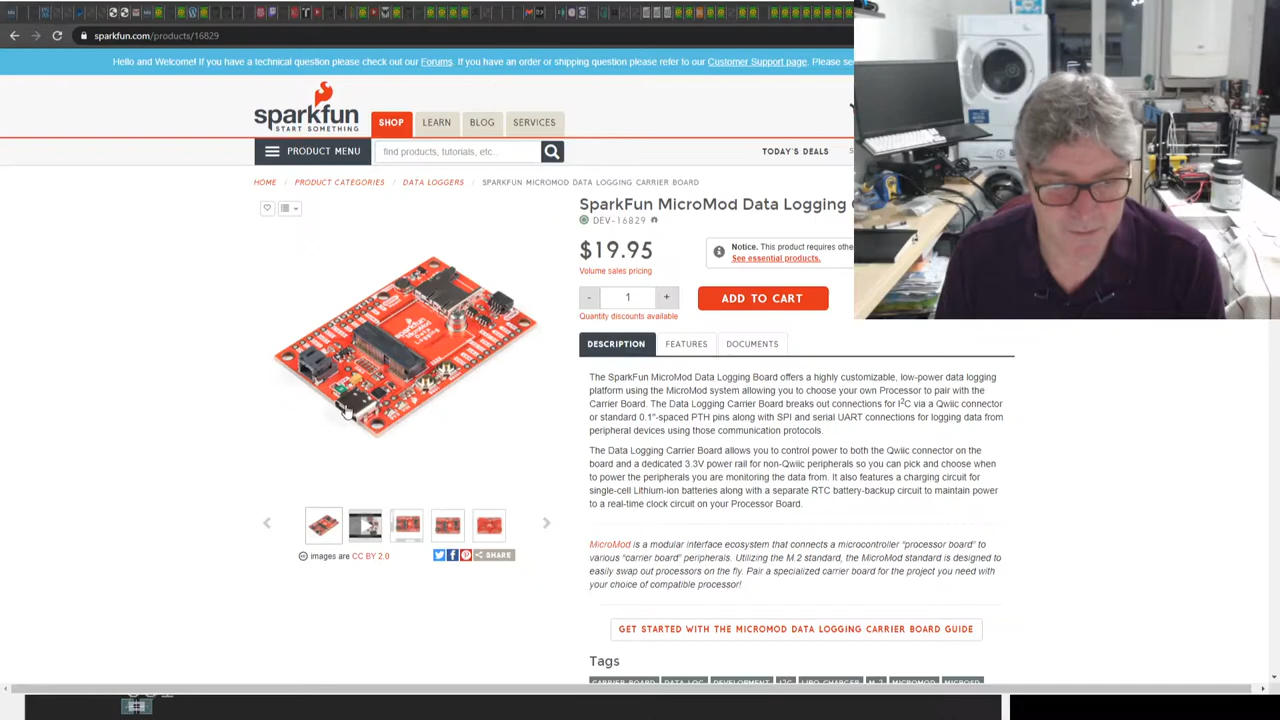 sparkfun.com/products/16829
Hello and Welcome! If you have a technical question please check out our Forums. If you have an order or shipping question please refer to our Customer Support page. Please se
sparkfun
START SOMETHING
SHOP LEARN BLOG SERVICES
PRODUCT MENU find products, tutorials, etc... TODAY'S DEALS S
HOME / PRODUCT CATEGORIES / DATA LOGGERS / SPARKFUN MICROMOD DATA LOGGING CARRIER BOARD
SparkFun MicroMod Data Logging
DEV-16829
$19.95
Volume sales pricing
Notice. This product requires othe
See essential products.
- 1 + ADD TO CART
Quantity discounts available
DESCRIPTION FEATURES DOCUMENTS
The SparkFun MicroMod Data Logging Board offers a highly customizable, low-power data logging
platform using the MicroMod system allowing you to choose your own Processor to pair with the
Carrier Board. The Data Logging Carrier Board breaks out connections for I2C via a Qwiic connector
or standard 0.1"-spaced PTH pins along with SPI and serial UART connections for logging data from
peripheral devices using those communication protocols.
The Data Logging Carrier Board allows you to control power to both the Qwiic connector on the
board and a dedicated 3.3V power rail for non-Qwiic peripherals so you can pick and choose when
to power the peripherals you are monitoring the data from. It also features a charging circuit for
single-cell Lithium-ion batteries along with a separate RTC battery-backup circuit to maintain power
to a real-time clock circuit on your Processor Board.
MicroMod is a modular interface ecosystem that connects a microcontroller "processor board" to
various "carrier board" peripherals. Utilizing the M.2 standard, the MicroMod standard is designed to
easily swap out processors on the fly. Pair a specialized carrier board for the project you need with
your choice of compatible processor!
images are CC BY 2.0
SHARE
GET STARTED WITH THE MICROMOD DATA LOGGING CARRIER BOARD GUIDE
Tags
CARRIER BOARD DATA LOG DEVELOPMENT I2C LIPO CHARGER M.2 MICROMOD MICROSD